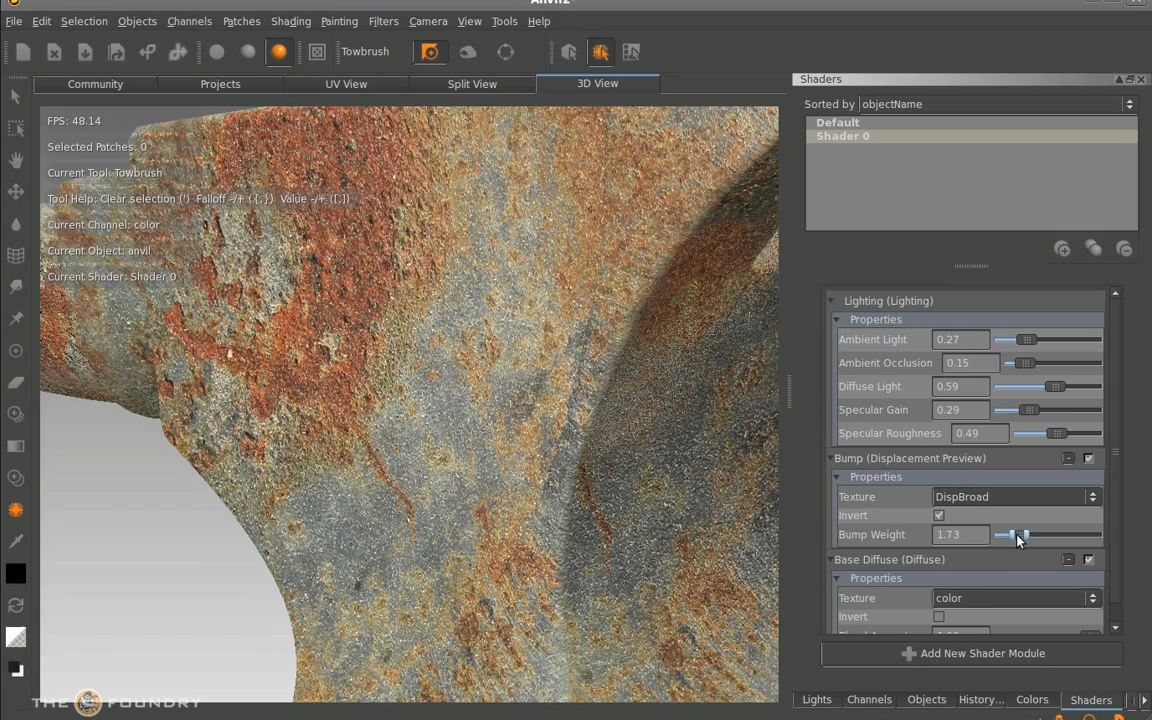 Anvil2*
File Edit Selection Objects Channels Patches Shading Painting Filters Camera View Tools Help
Towbrush
Community Projects UV View Split View 3D View
FPS: 48.14
Selected Patches: 0
Current Tool: Towbrush
Tool Help: Clear selection (') Falloff -/+ ({,}) Value -/+ ([,])
Current Channel: color
Current Object: anvil
Current Shader: Shader 0
THE FOUNDRY
Shaders
Sorted by objectName
Default
Shader 0
Lighting (Lighting)
Properties
Ambient Light 0.27
Ambient Occlusion 0.15
Diffuse Light 0.59
Specular Gain 0.29
Specular Roughness 0.49
Bump (Displacement Preview) -
Properties
Texture DispBroad
Invert
Bump Weight 1.73
Base Diffuse (Diffuse) -
Properties
Texture color
Invert
Add New Shader Module
Lights Channels Objects History... Colors Shaders